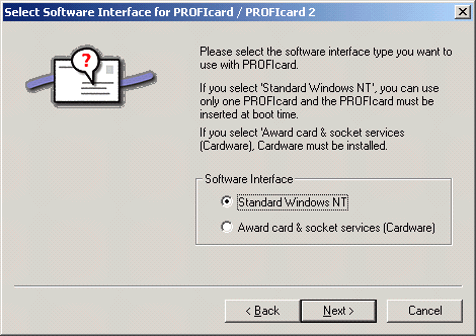 Select Software Interface for PROFIcard / PROFIcard 2
?
Please select the software interface type you want to
use with PROFIcard.
If you select 'Standard Windows NT', you can use
only one PROFIcard and the PROFIcard must be
inserted at boot time.
If you select 'Award card & socket services
(Cardware), Cardware must be installed.
Software Interface
Standard Windows NT
Award card & socket services (Cardware)
< Back
Next >
Cancel